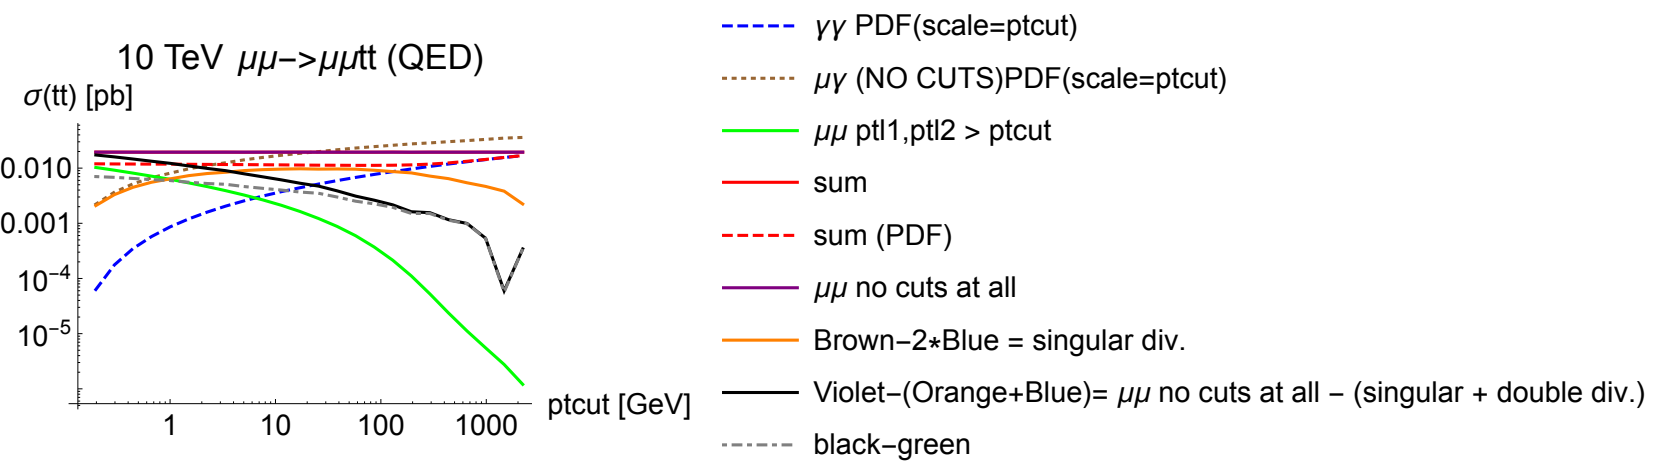 10 TeV μμ−>μμtt (QED)
σ(tt) [pb]
0.010
0.001
10−4
10−5
1 10 100 1000
ptcut [GeV]
γγ PDF(scale=ptcut)
μγ (NO CUTS)PDF(scale=ptcut)
μμ ptl1,ptl2 > ptcut
sum
sum (PDF)
μμ no cuts at all
Brown−2*Blue = singular div.
Violet−(Orange+Blue)= μμ no cuts at all − (singular + double div.)
black−green